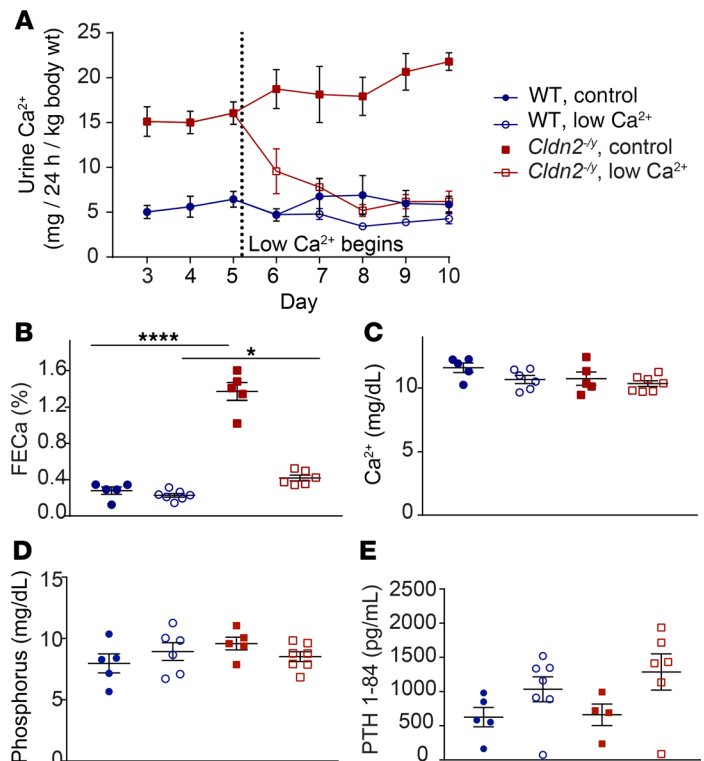 A
Urine Ca²⁺
(mg / 24 h / kg body wt)
25
20
15
10
5
0
Low Ca²⁺ begins
3 4 5 6 7 8 9 10
Day
WT, control
WT, low Ca²⁺
Cldn2⁻/ʸ, control
Cldn2⁻/ʸ, low Ca²⁺
B
FECa (%)
1.6
1.2
0.4
0.0
****
*
C
Ca²⁺ (mg/dL)
10
5
0
D
Phosphorus (mg/dL)
15
10
5
0
E
PTH 1-84 (pg/mL)
2500
2000
1500
1000
500
0